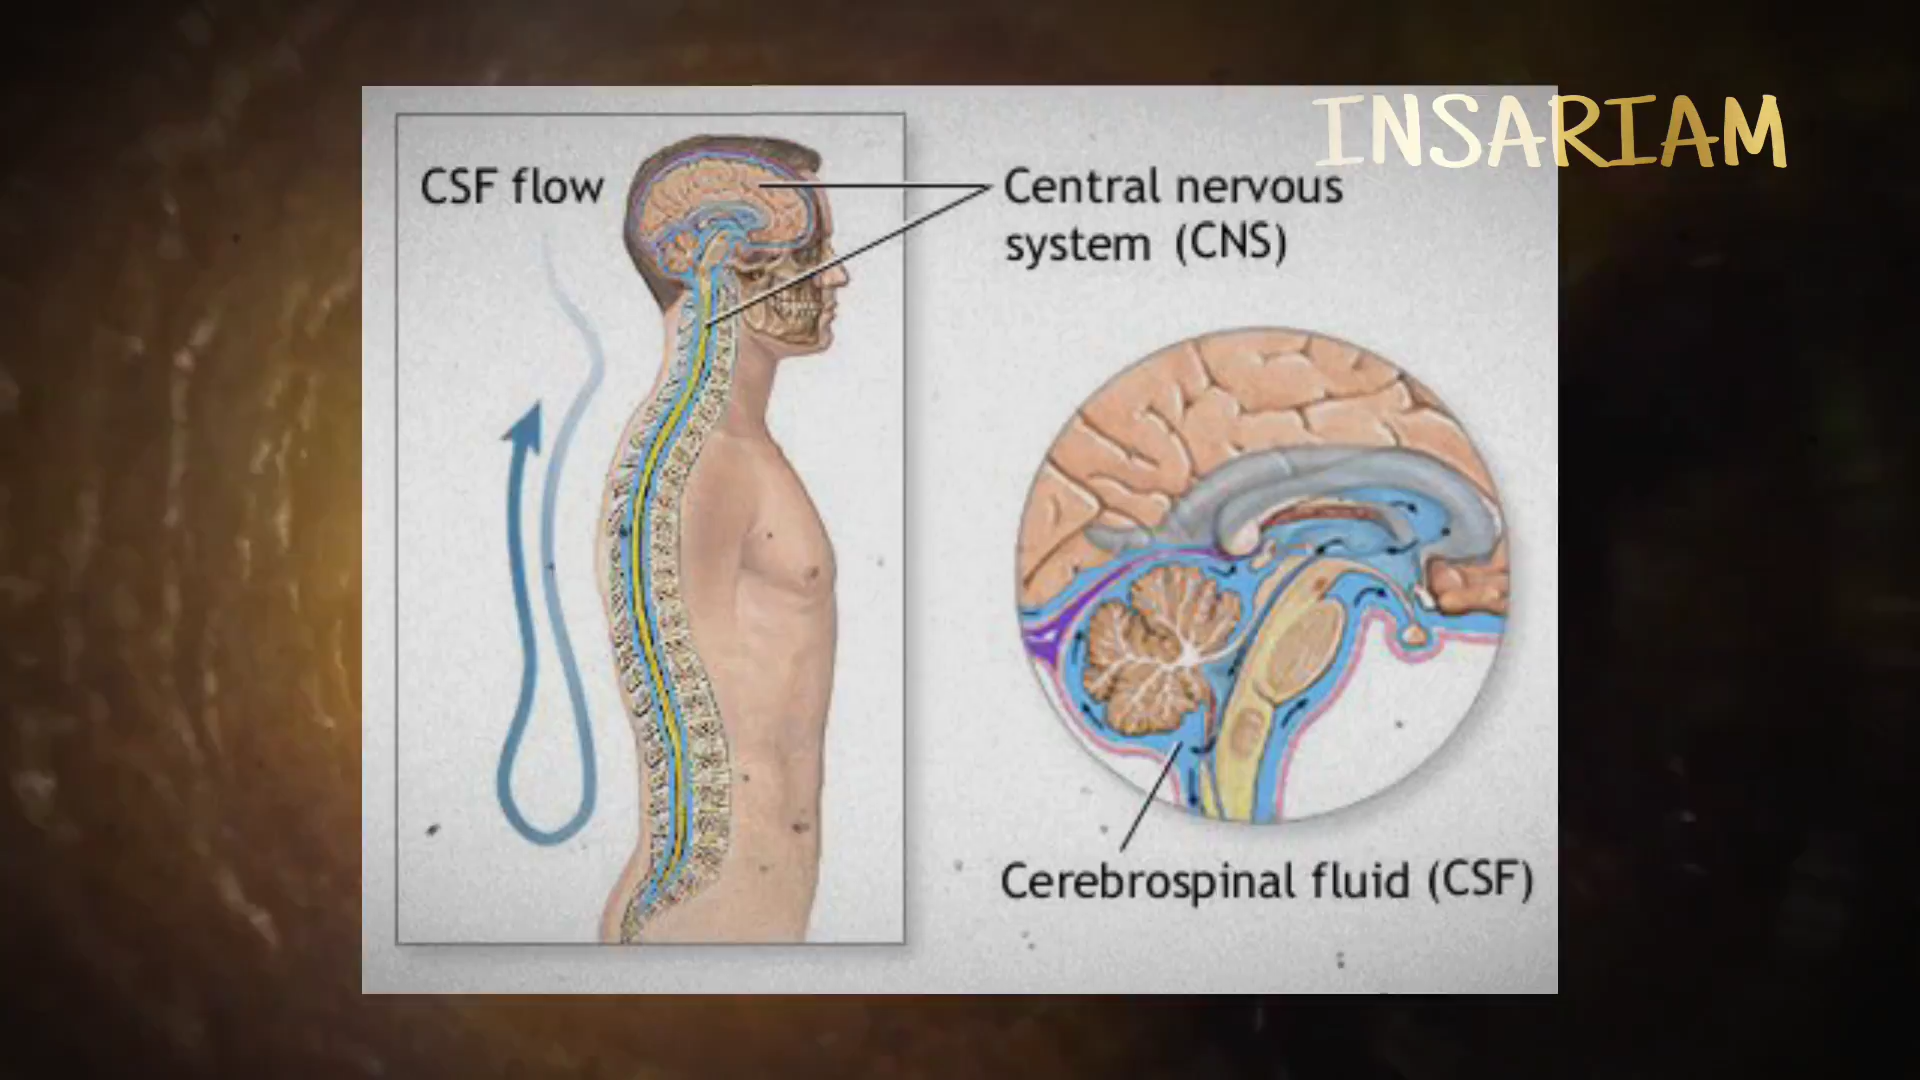 INSARIAM
CSF flow
Central nervous
system (CNS)
Cerebrospinal fluid (CSF)